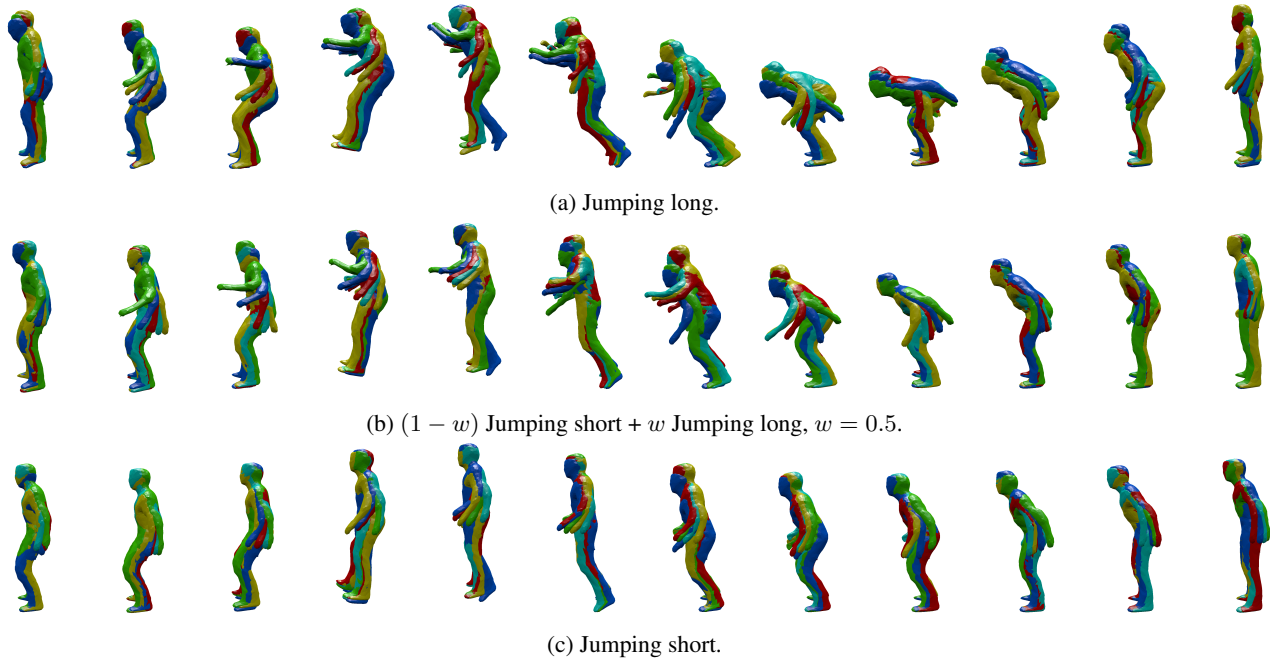 (a) Jumping long.
(b) (1 − w) Jumping short + w Jumping long, w = 0.5.
(c) Jumping short.